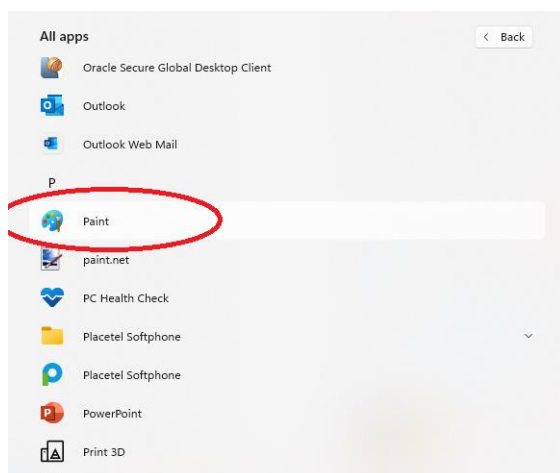 All apps
Back
Oracle Secure Global Desktop Client
Outlook
Outlook Web Mail
P
Paint
paint.net
PC Health Check
Placetel Softphone
Placetel Softphone
PowerPoint
Print 3D